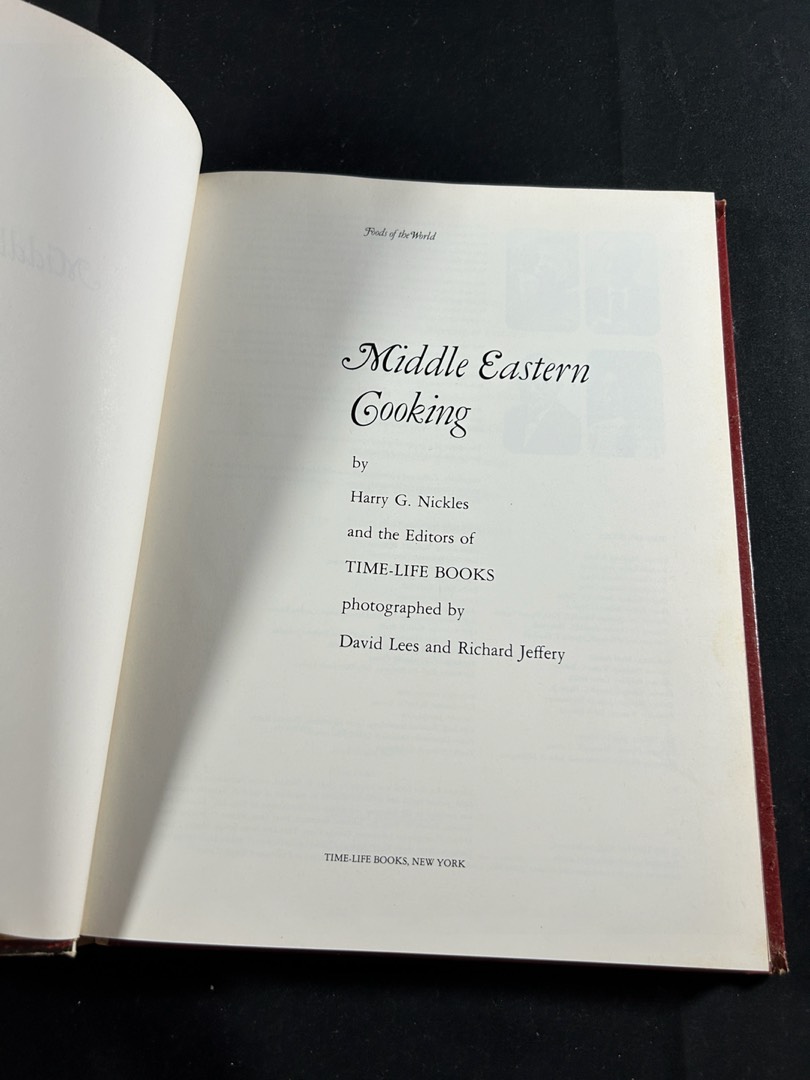 Foods of the World
Middle Eastern
Cooking
by
Harry G. Nickles
and the Editors of
TIME-LIFE BOOKS
photographed by
David Lees and Richard Jeffery
TIME-LIFE BOOKS, NEW YORK